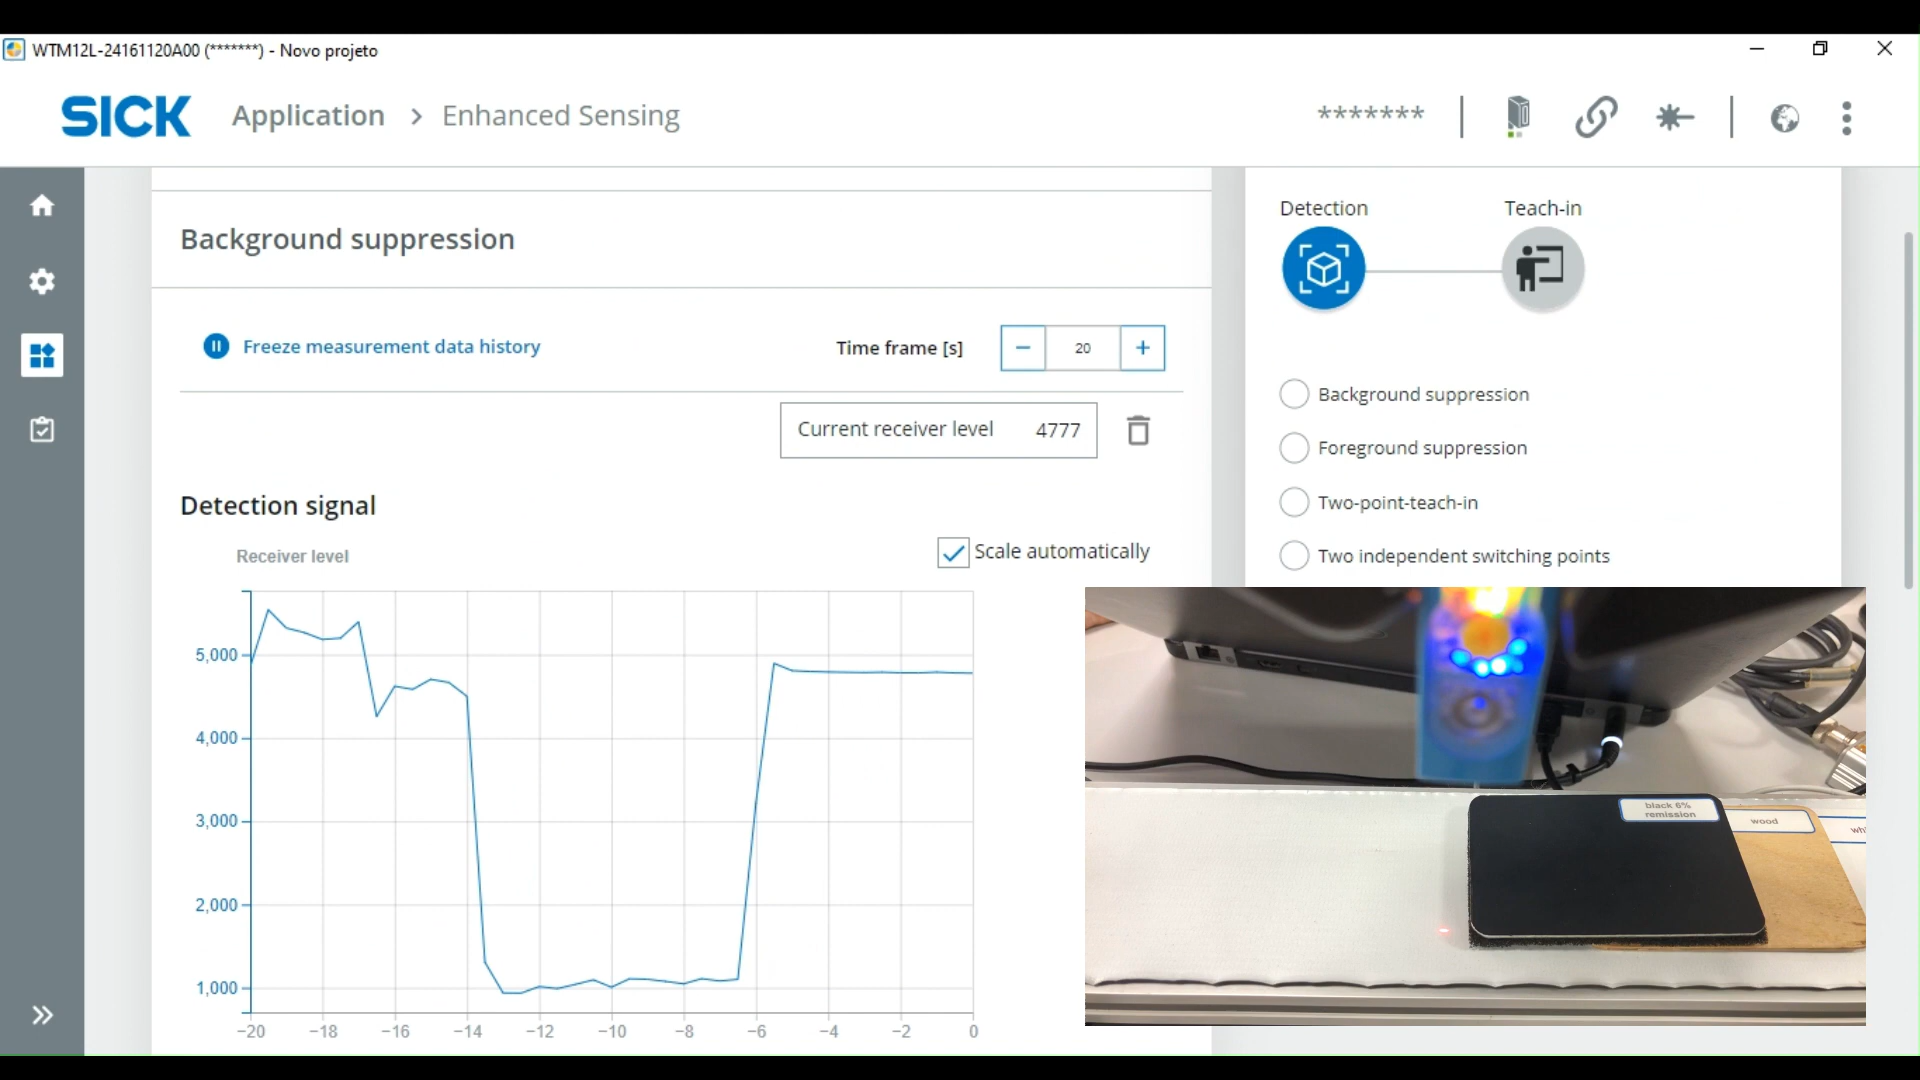 WTM12L-24161120A00 (*******) - Novo projeto
SICK
Application > Enhanced Sensing
*******
Background suppression
Freeze measurement data history
Time frame [s]
− 20 +
Current receiver level 4777
Detection signal
Receiver level
Scale automatically
5,000
4,000
3,000
2,000
1,000
−20 −18 −16 −14 −12 −10 −8 −6 −4 −2 0
Detection
Teach-in
Background suppression
Foreground suppression
Two-point-teach-in
Two independent switching points
black 6%
remission
wood